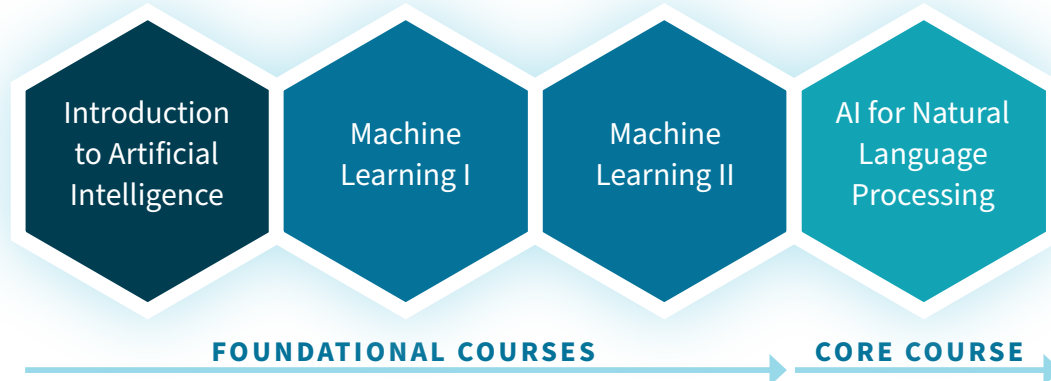 Introduction
to Artificial
Intelligence
Machine
Learning I
Machine
Learning II
AI for Natural
Language
Processing
FOUNDATIONAL COURSES
CORE COURSE